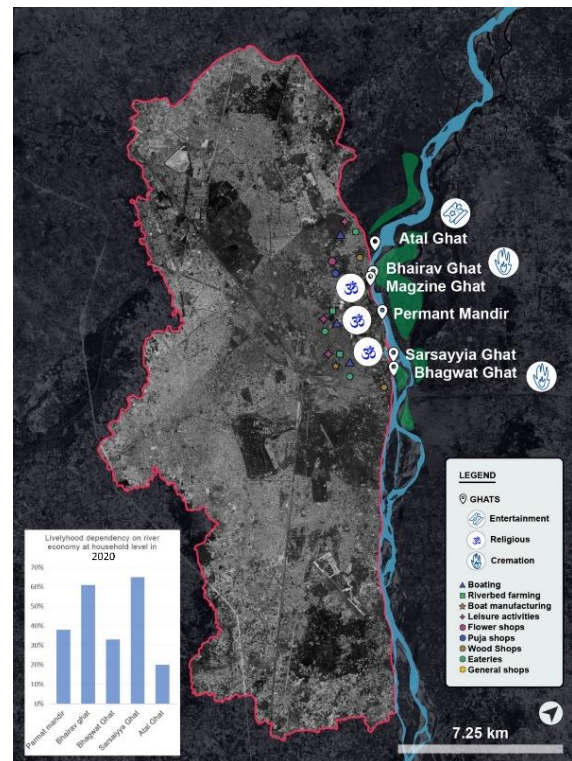 Atal Ghat
Bhairav Ghat
Magzine Ghat
Permant Mandir
Sarsayyia Ghat
Bhagwat Ghat
LEGEND
GHATS
Entertainment
Religious
Cremation
Boating
Riverbed farming
Boat manufacturing
Leisure activities
Flower shops
Puja shops
Wood Shops
Eateries
General shops
7.25 km
Livelyhood dependency on river
economy at household level in
2020
70%
60%
50%
40%
30%
20%
10%
0%
Permat mandir
Bhairav ghat
Bhagwat Ghat
Sarsaiyya Ghat
Atal Ghat
ॐ
ॐ
ॐ
ॐ